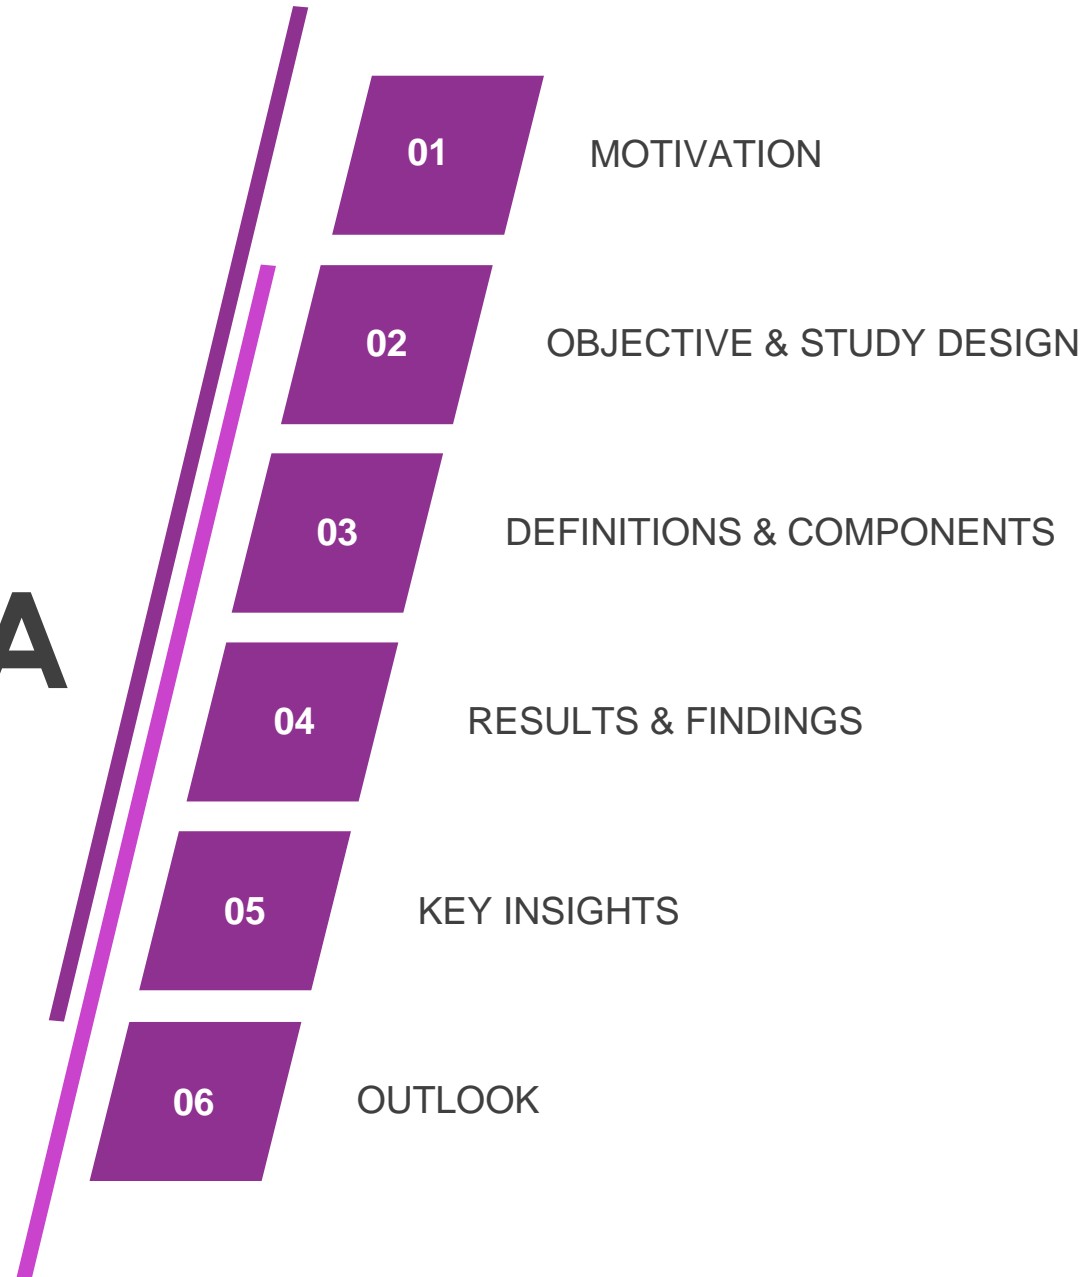 A
01 MOTIVATION
02 OBJECTIVE & STUDY DESIGN
03 DEFINITIONS & COMPONENTS
04 RESULTS & FINDINGS
05 KEY INSIGHTS
06 OUTLOOK